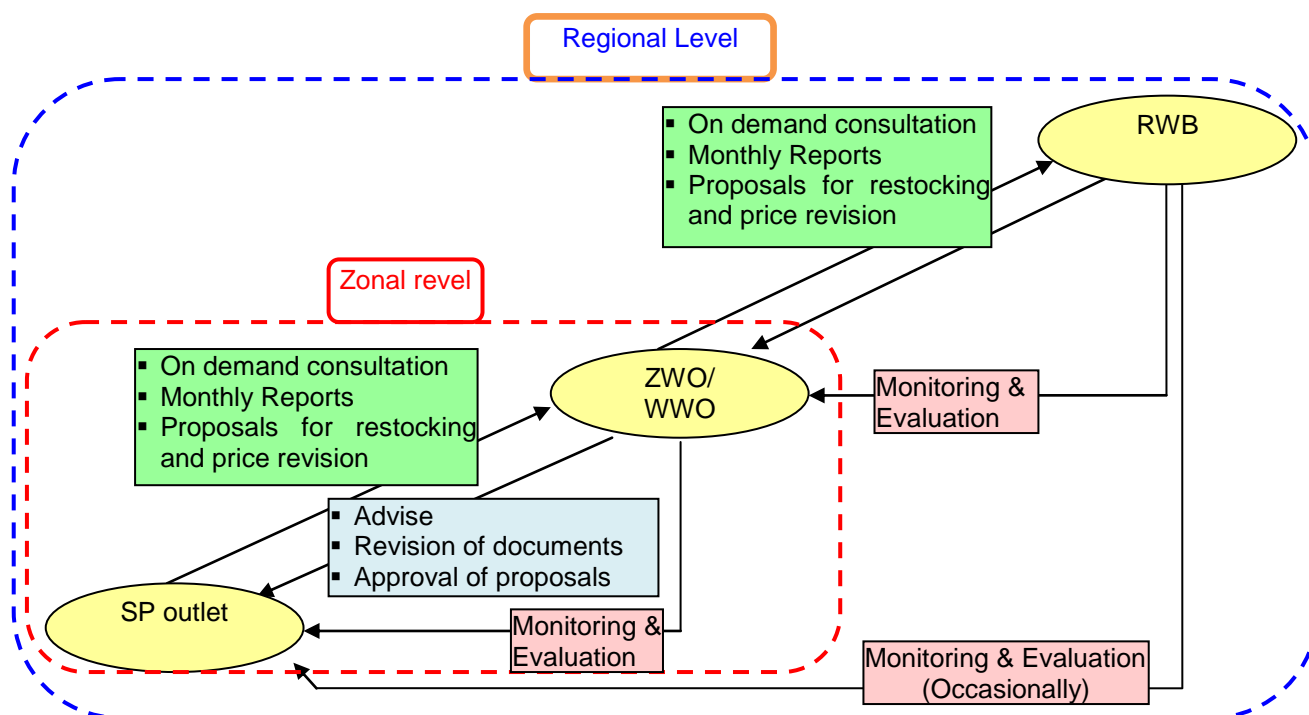 Regional Level
▪ On demand consultation
▪ Monthly Reports
▪ Proposals for restocking
and price revision
RWB
Zonal revel
▪ On demand consultation
▪ Monthly Reports
▪ Proposals for restocking
and price revision
ZWO/
WWO
Monitoring &
Evaluation
▪ Advise
▪ Revision of documents
▪ Approval of proposals
SP outlet
Monitoring &
Evaluation
Monitoring & Evaluation
(Occasionally)